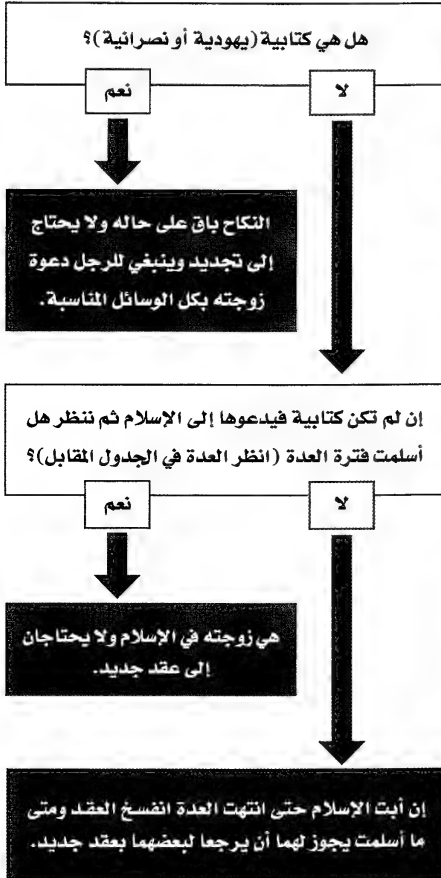 هل هي كتابية (يهودية أو نصرانية)؟
لا
نعم
النكاح باق على حاله ولا يحتاج
إلى تجديد وينبغي للرجل دعوة
زوجته بكل الوسائل المناسبة.
إن لم تكن كتابية فيدعوها إلى الإسلام ثم ننظر هل
أسلمت فترة العدة (انظر العدة في الجدول المقابل)؟
لا
نعم
هي زوجته في الإسلام ولا يحتاجان
إلى عقد جديد.
إن أبت الإسلام حتى انتهت العدة انفسخ العقد ومتى
ما أسلمت يجوز لهما أن يرجعا لبعضهما بعقد جديد.